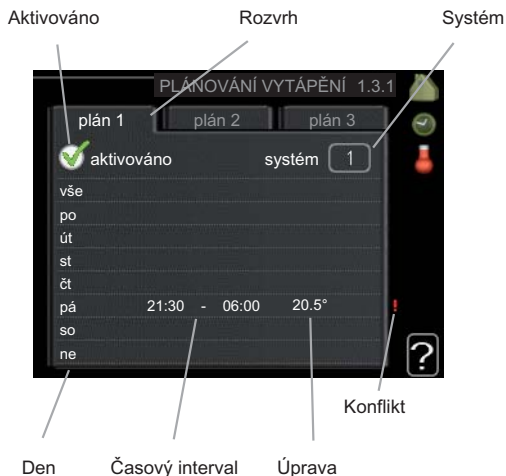 Aktivováno Rozvrh Systém
PLÁNOVÁNÍ VYTÁPĚNÍ 1.3.1
plán 1 plán 2 plán 3
aktivováno systém 1
vše
po
út
st
čt
pá 21:30 - 06:00 20.5° !
so
ne
?
Konflikt
Den Časový interval Úprava